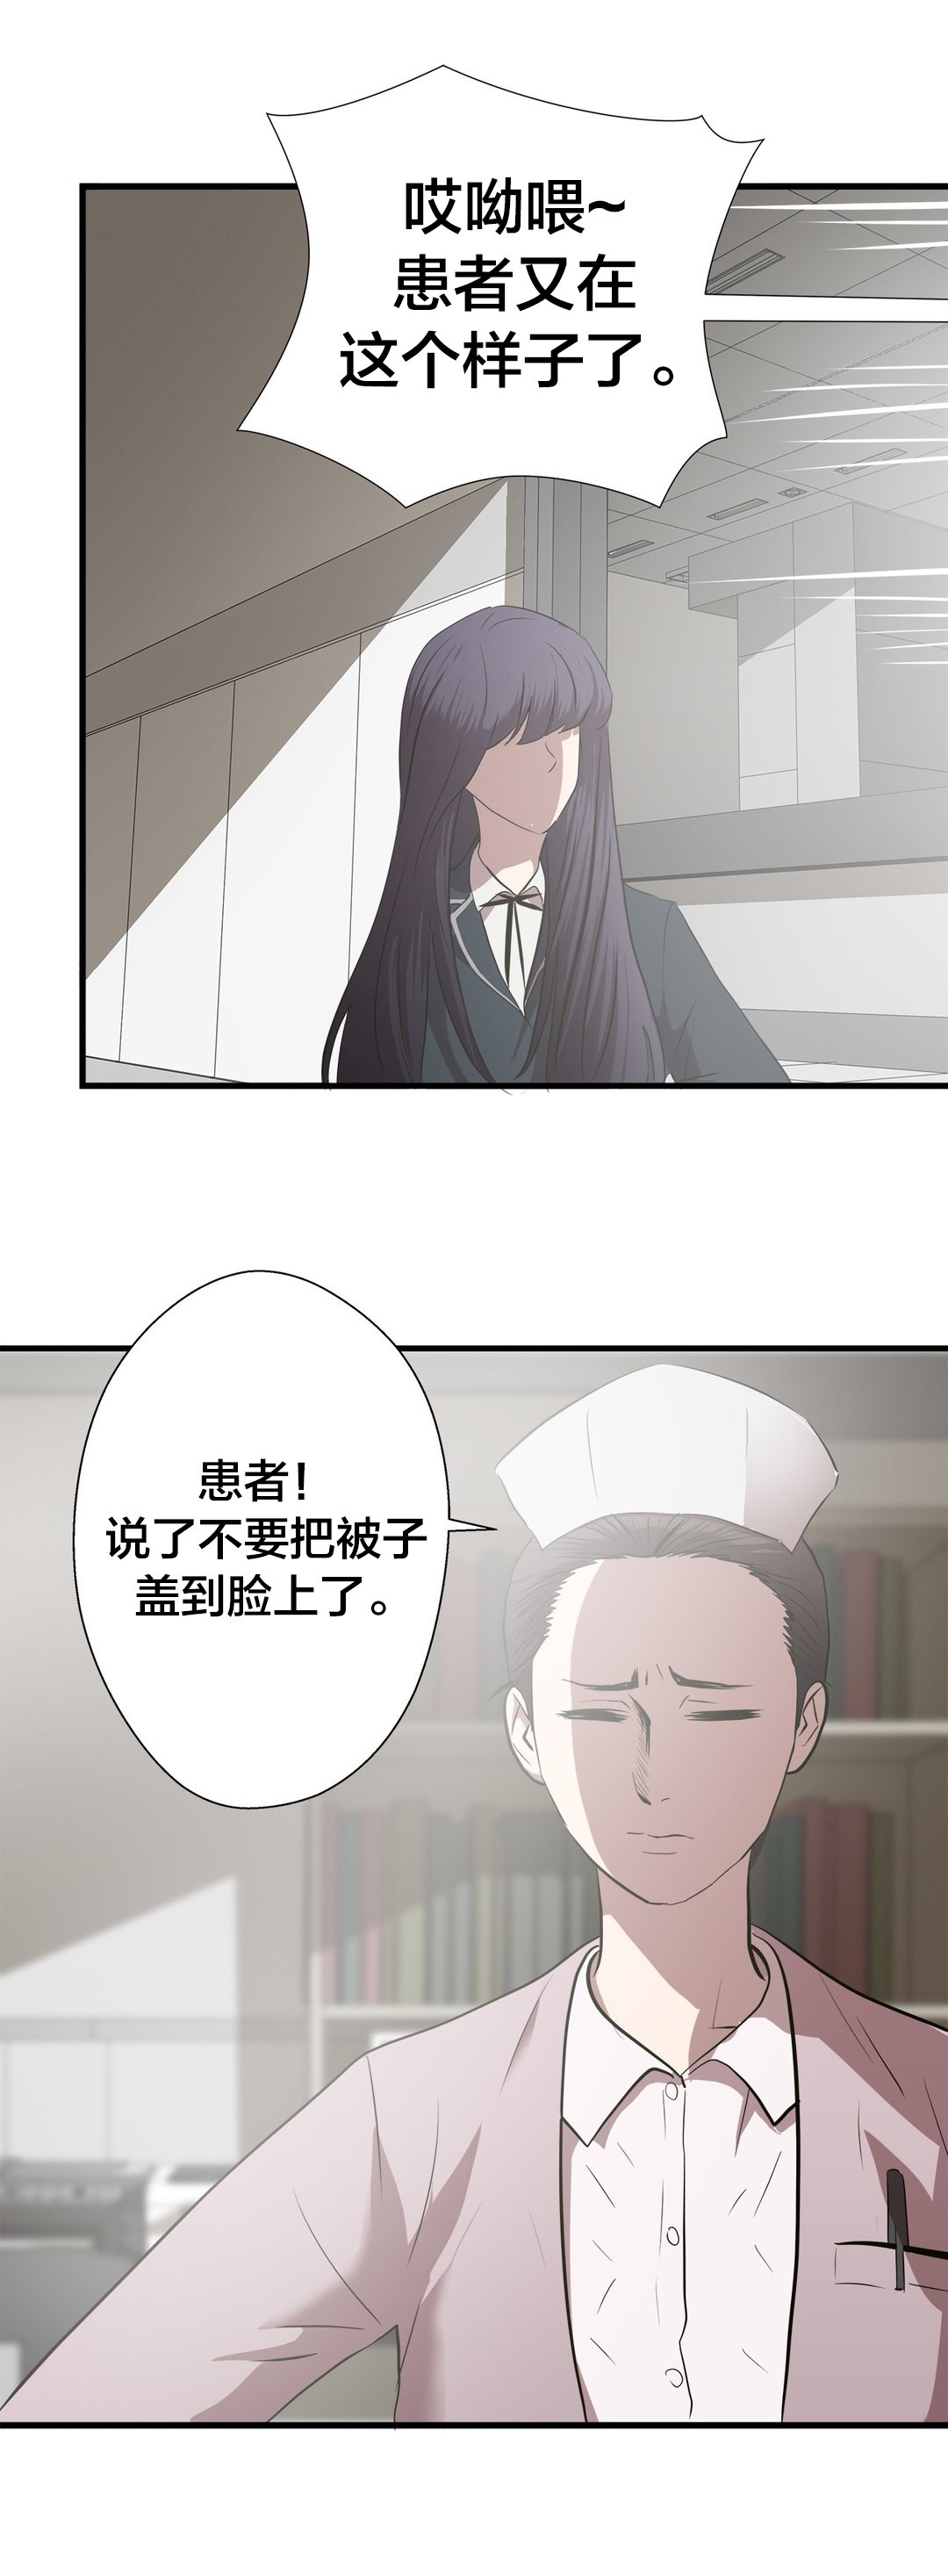 哎呦喂~
患者又在
这个样子了。
患者！
说了不要把被子
盖到脸上了。